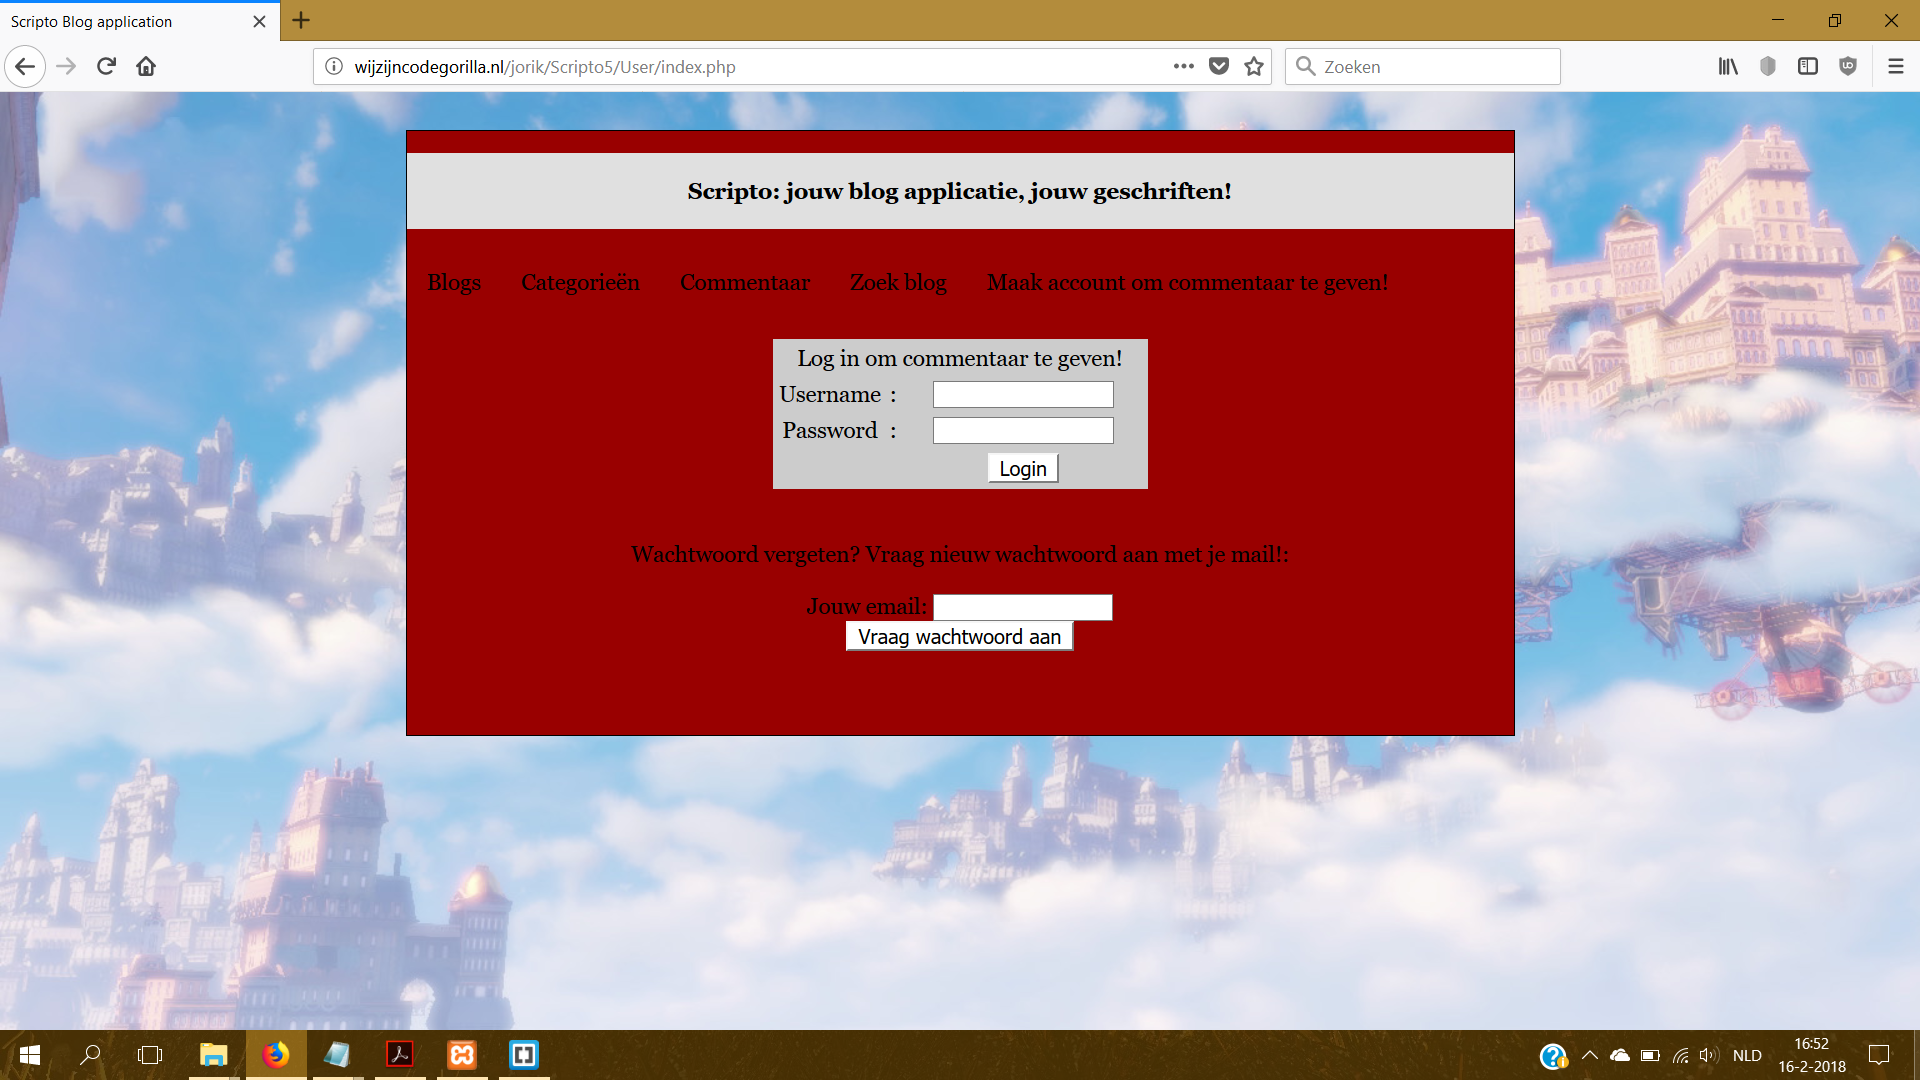 Scripto Blog application
wijzijncodegorilla.nl/jorik/Scripto5/User/index.php
Zoeken
Scripto: jouw blog applicatie, jouw geschriften!
Blogs Categorieën Commentaar Zoek blog Maak account om commentaar te geven!
Log in om commentaar te geven!
Username :
Password :
Login
Wachtwoord vergeten? Vraag nieuw wachtwoord aan met je mail!:
Jouw email:
Vraag wachtwoord aan
NLD
16:52
16-2-2018